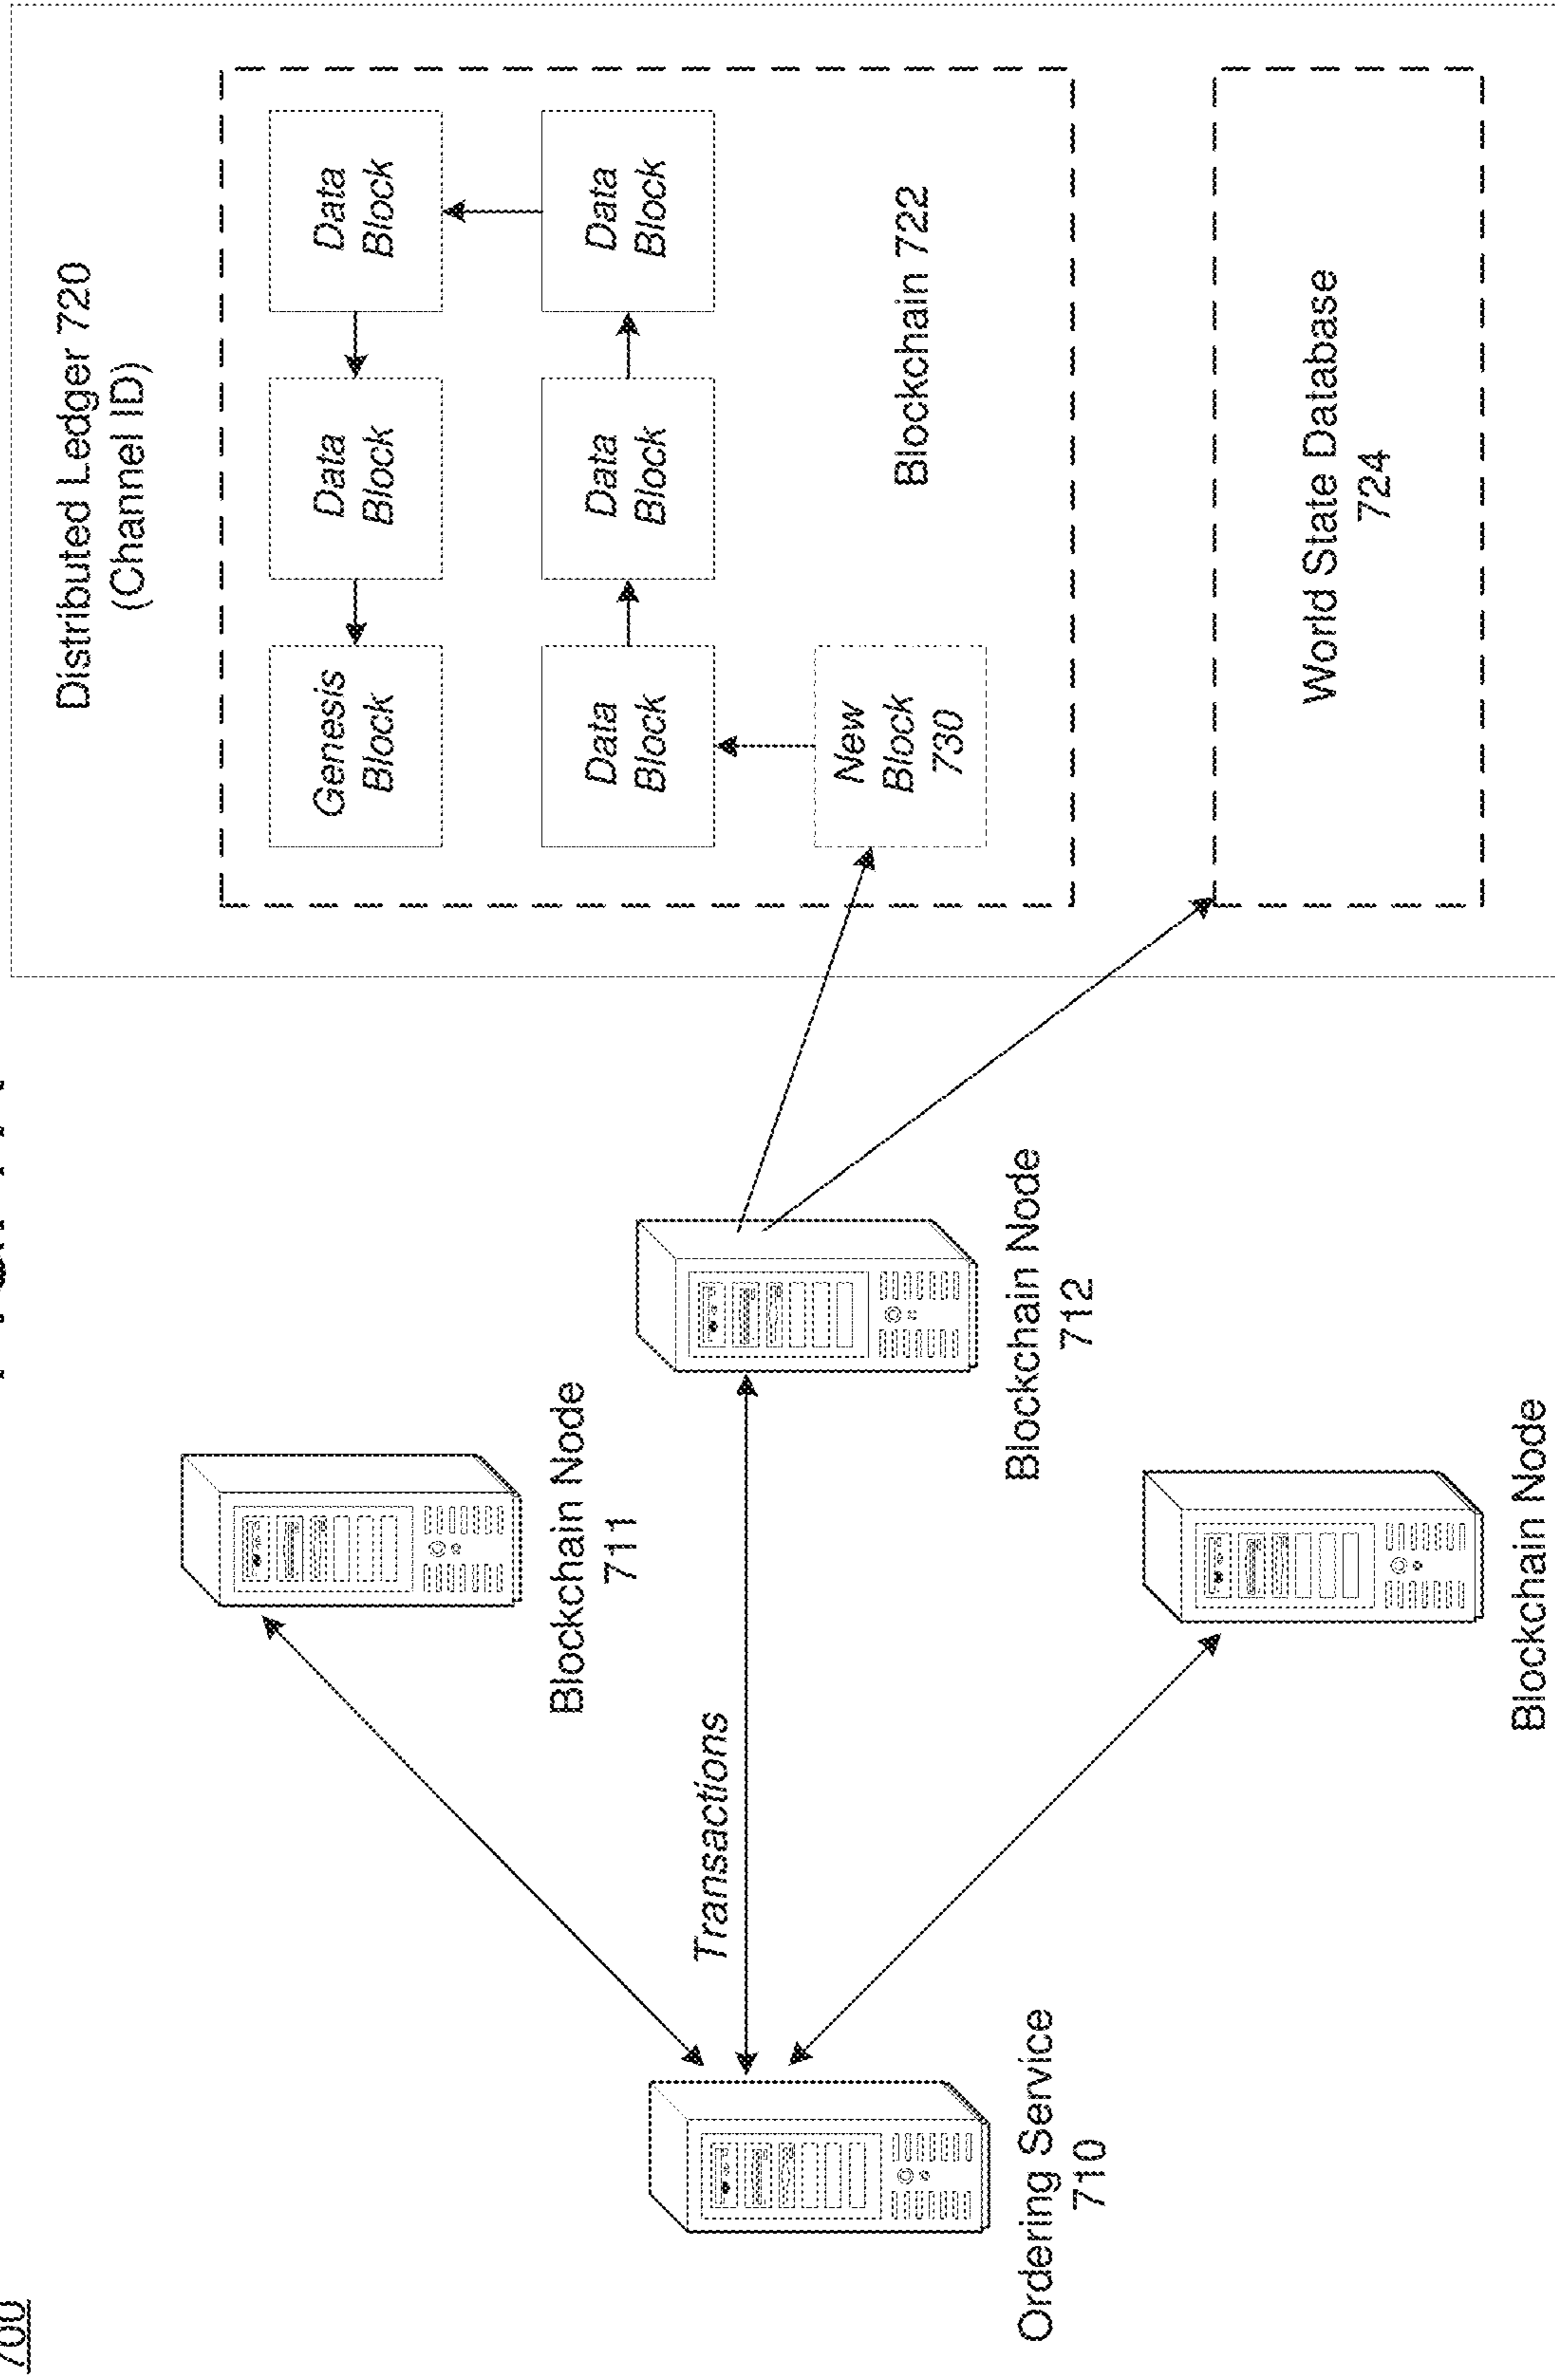 700
Distributed Ledger 720
(Channel ID)
Genesis
Block
Data
Block
Data
Block
Data
Block
Data
Block
Data
Block
New
Block
730
Blockchain 722
World State Database
724
Blockchain Node
711
Transactions
Blockchain Node
712
Ordering Service
710
Blockchain Node